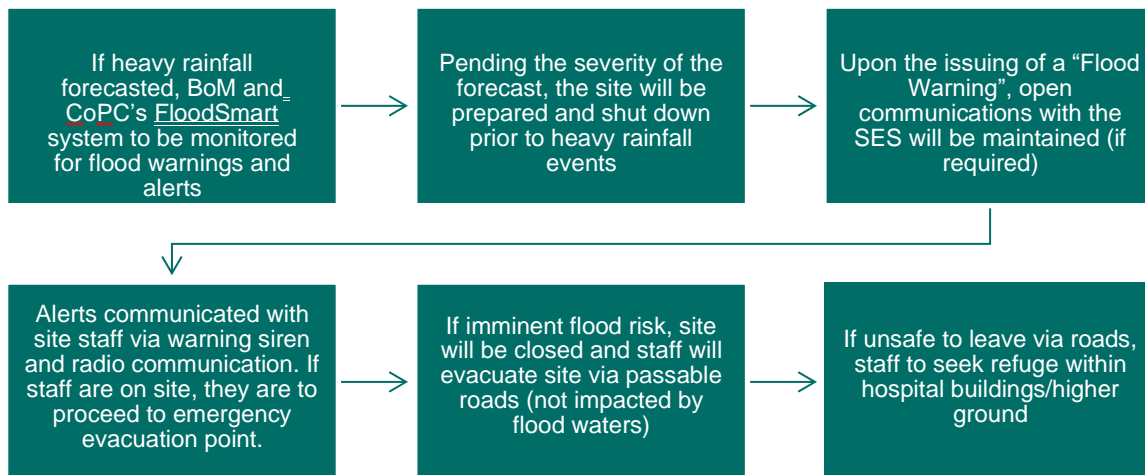 If heavy rainfall
forecasted, BoM and
CoPC's FloodSmart
system to be monitored
for flood warnings and
alerts
Pending the severity of the
forecast, the site will be
prepared and shut down
prior to heavy rainfall
events
Upon the issuing of a “Flood
Warning”, open
communications with the
SES will be maintained (if
required)
Alerts communicated with
site staff via warning siren
and radio communication. If
staff are on site, they are to
proceed to emergency
evacuation point.
If imminent flood risk, site
will be closed and staff will
evacuate site via passable
roads (not impacted by
flood waters)
If unsafe to leave via roads,
staff to seek refuge within
hospital buildings/higher
ground